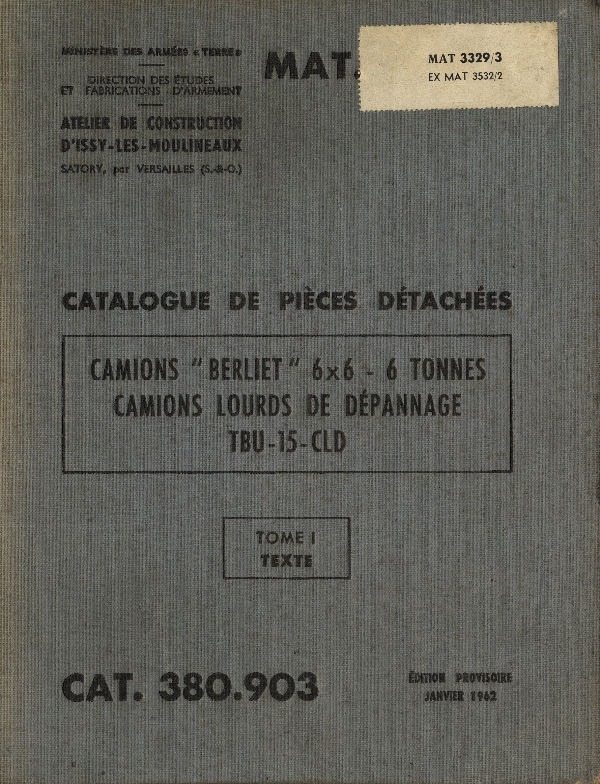 MINISTÈRE DES ARMÉES « TERRE »
DIRECTION DES ÉTUDES
ET FABRICATIONS D'ARMEMENT
ATELIER DE CONSTRUCTION
D'ISSY-LES-MOULINEAUX
SATORY, par VERSAILLES (S.-&-O.)
MAT.
MAT 3329/3
EX MAT 3532/2
CATALOGUE DE PIÈCES DÉTACHÉES
CAMIONS "BERLIET" 6x6 - 6 TONNES
CAMIONS LOURDS DE DÉPANNAGE
TBU-15-CLD
TOME I
TEXTE
CAT. 380.903
ÉDITION PROVISOIRE
JANVIER 1962